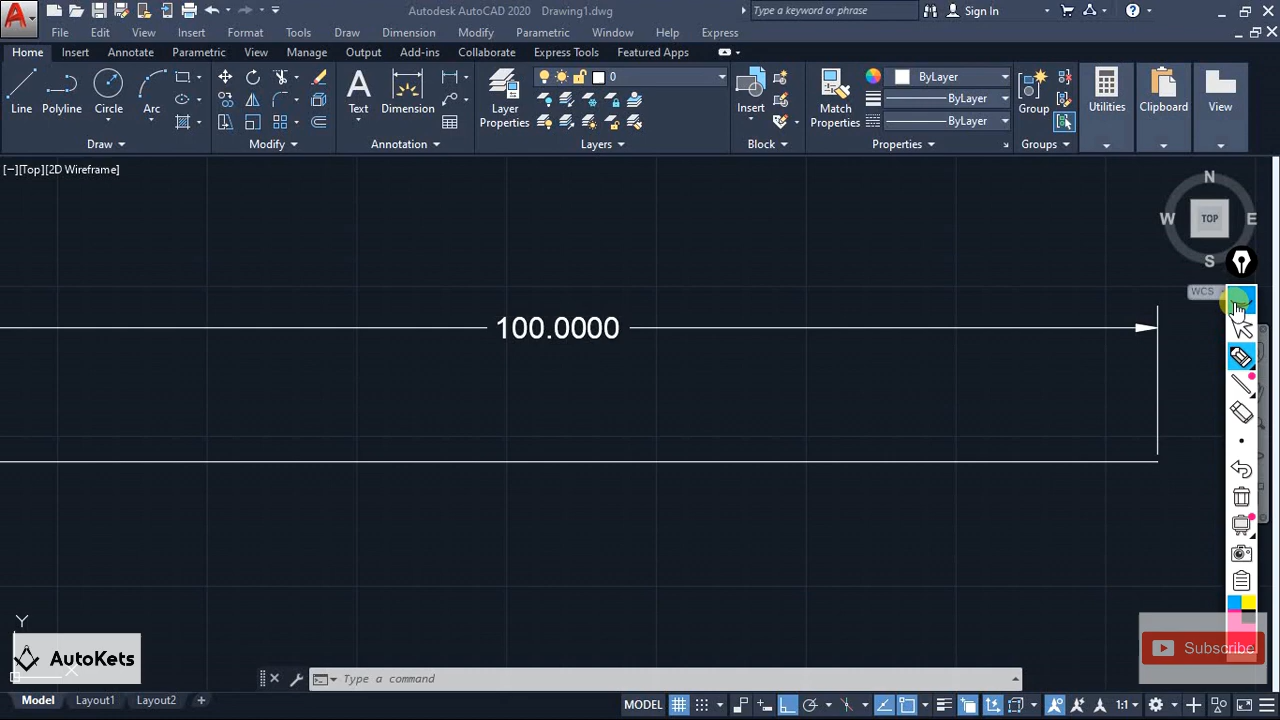 Autodesk AutoCAD 2020 Drawing1.dwg
Type a keyword or phrase
Sign In
File Edit View Insert Format Tools Draw Dimension Modify Parametric Window Help Express
Home Insert Annotate Parametric View Manage Output Add-ins Collaborate Express Tools Featured Apps
0
ByLayer
ByLayer
ByLayer
Line Polyline Circle Arc
Text Dimension
Layer Properties
Insert
Match Properties
Group
Utilities Clipboard View
Draw Modify Annotation Layers Block Properties Groups
[−][Top][2D Wireframe]
N
W TOP E
S
WCS
100.0000
Y
X
AutoKets
Subscribe
Type a command
Model Layout1 Layout2 +
MODEL
1:1